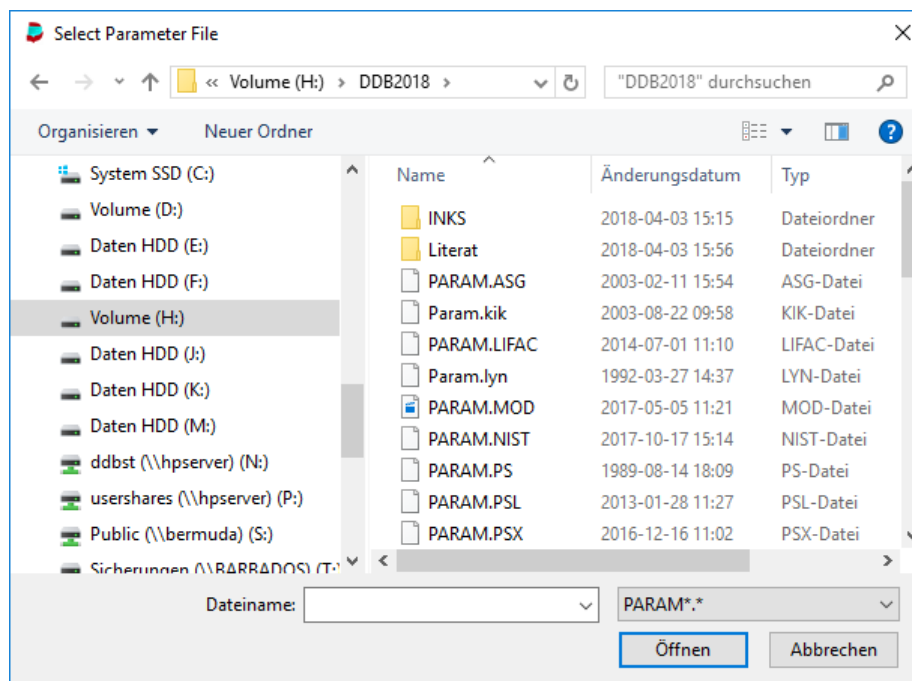 Select Parameter File
« Volume (H:) › DDB2018 ›
"DDB2018" durchsuchen
Organisieren
Neuer Ordner
System SSD (C:)
Volume (D:)
Daten HDD (E:)
Daten HDD (F:)
Volume (H:)
Daten HDD (J:)
Daten HDD (K:)
Daten HDD (M:)
ddbst (\\hpserver) (N:)
usershares (\\hpserver) (P:)
Public (\\bermuda) (S:)
Sicherungen (\\BARBADOS) (T:)
Name Änderungsdatum Typ
INKS 2018-04-03 15:15 Dateiordner
Literat 2018-04-03 15:56 Dateiordner
PARAM.ASG 2003-02-11 15:54 ASG-Datei
Param.kik 2003-08-22 09:58 KIK-Datei
PARAM.LIFAC 2014-07-01 11:10 LIFAC-Datei
Param.lyn 1992-03-27 14:37 LYN-Datei
PARAM.MOD 2017-05-05 11:21 MOD-Datei
PARAM.NIST 2017-10-17 15:14 NIST-Datei
PARAM.PS 1989-08-14 18:09 PS-Datei
PARAM.PSL 2013-01-28 11:27 PSL-Datei
PARAM.PSX 2016-12-16 11:02 PSX-Datei
Dateiname:
PARAM*.*
Öffnen
Abbrechen